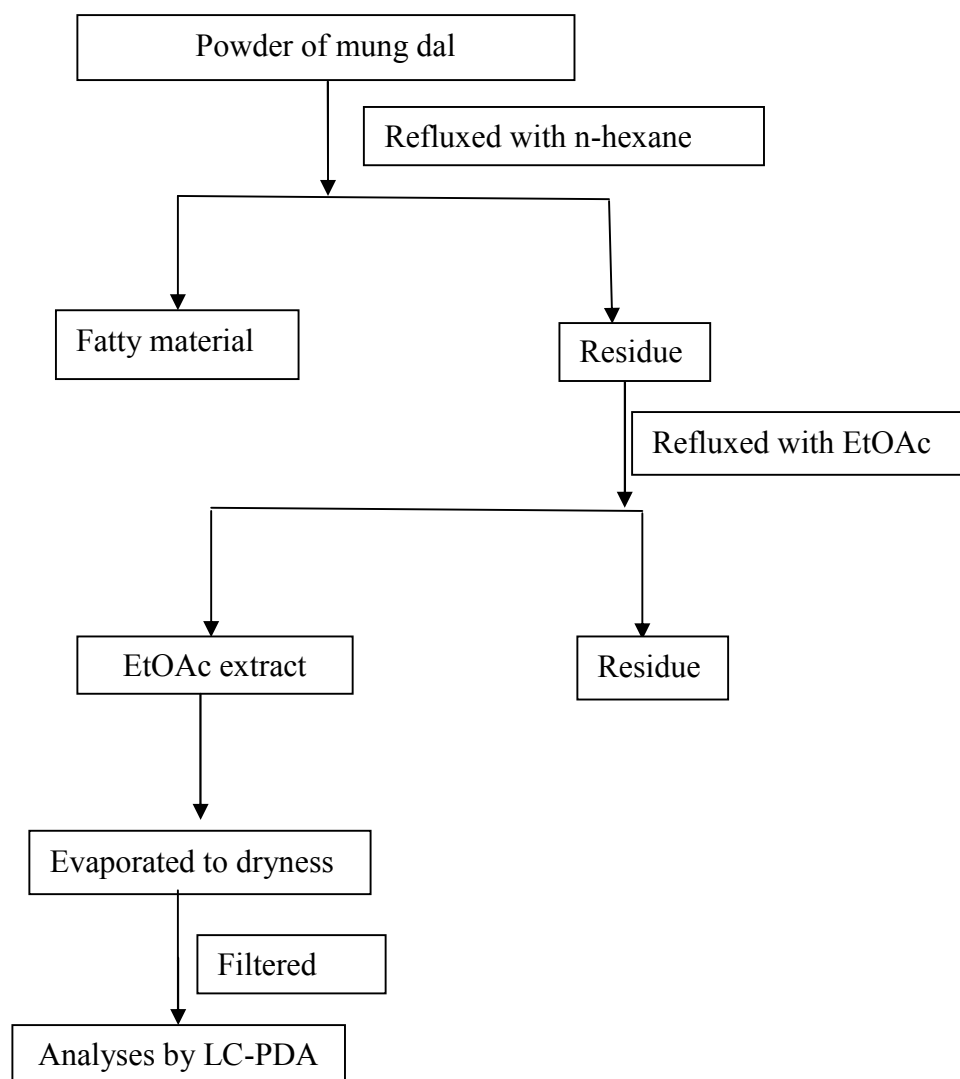 Powder of mung dal
Refluxed with n-hexane
Fatty material
Residue
Refluxed with EtOAc
EtOAc extract
Residue
Evaporated to dryness
Filtered
Analyses by LC-PDA